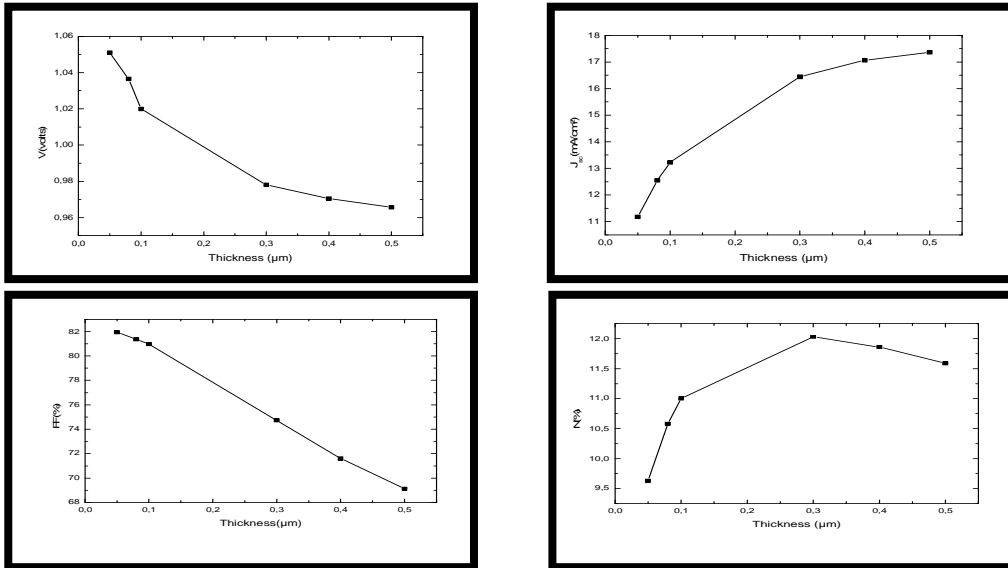 1,06
1,04
1,02
1,00
0,98
0,96
V(volts)
0,0 0,1 0,2 0,3 0,4 0,5
Thickness (µm)
18
17
16
15
14
13
12
11
J_sc(mA/cm²)
0,0 0,1 0,2 0,3 0,4 0,5
Thickness (µm)
82
80
78
76
74
72
70
68
FF(%)
0,0 0,1 0,2 0,3 0,4 0,5
Thickness(µm)
12,0
11,5
11,0
10,5
10,0
9,5
N(%)
0,0 0,1 0,2 0,3 0,4 0,5
Thickness (µm)